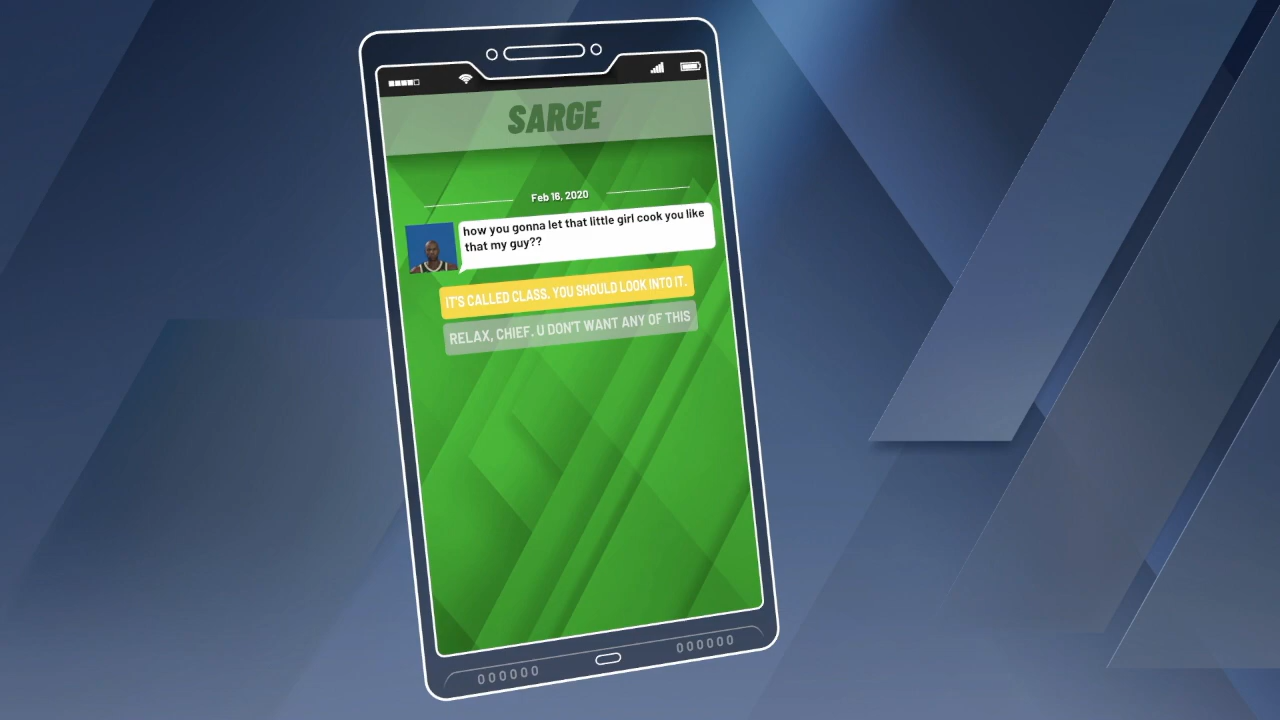 SARGE
Feb 16, 2020
how you gonna let that little girl cook you like
that my guy??
IT'S CALLED CLASS. YOU SHOULD LOOK INTO IT.
RELAX, CHIEF. U DON'T WANT ANY OF THIS